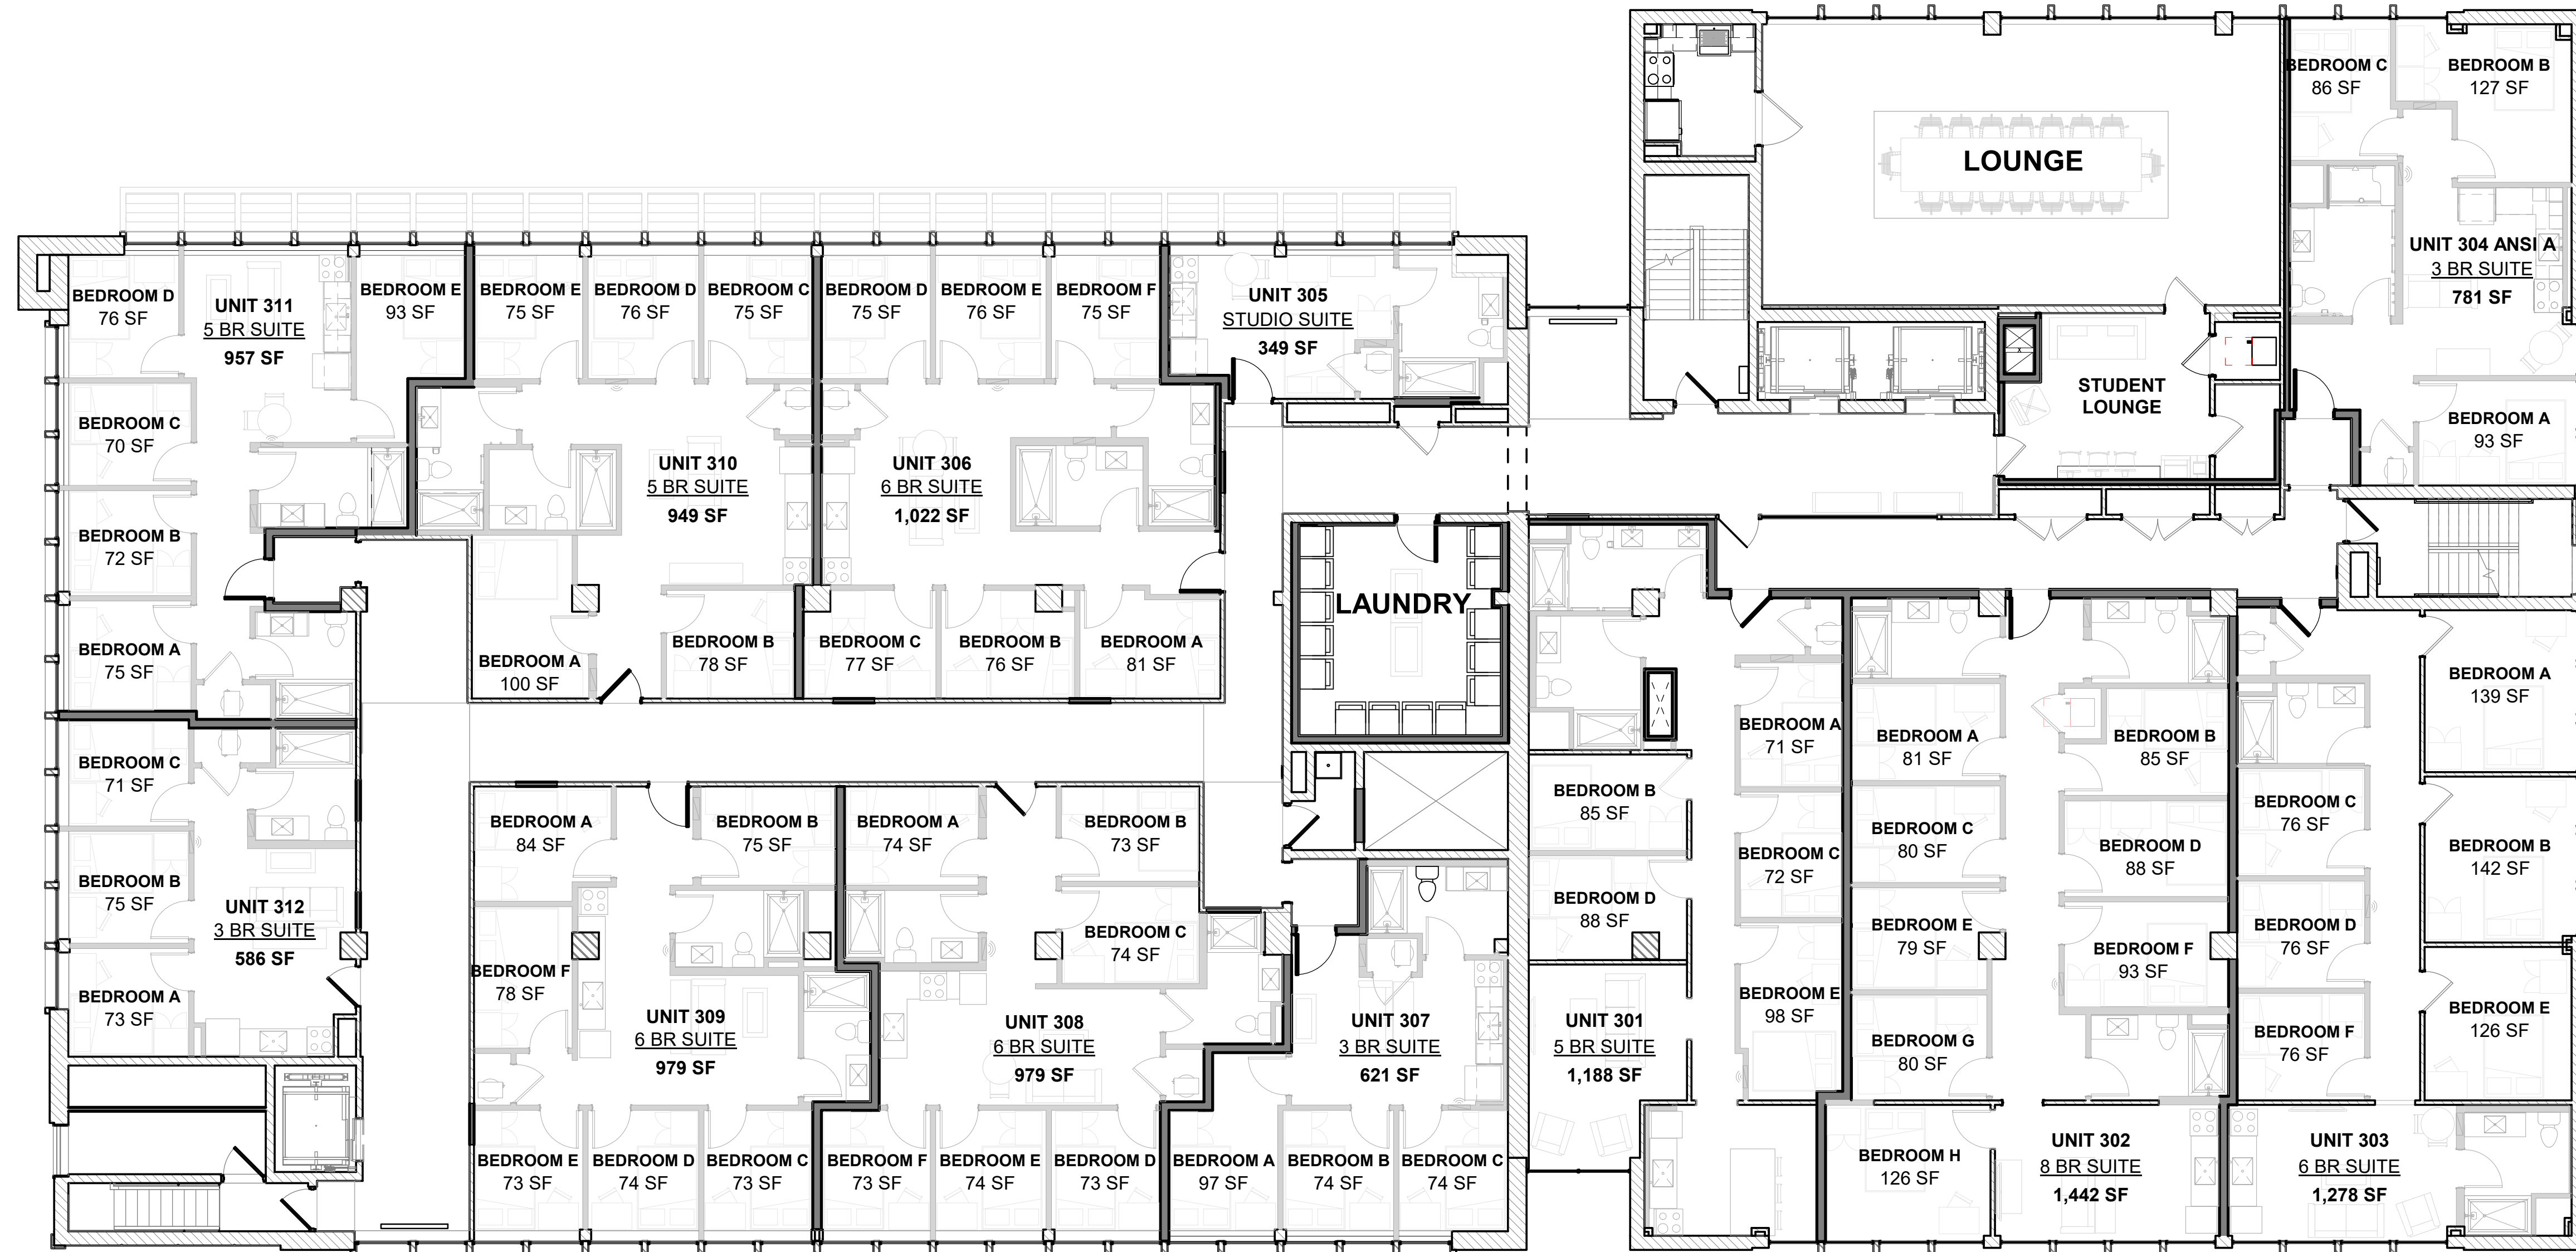 LOUNGE
BEDROOM C
86 SF
BEDROOM B
127 SF
UNIT 304 ANSI A
3 BR SUITE
781 SF
BEDROOM A
93 SF
STUDENT
LOUNGE
BEDROOM D
76 SF
UNIT 311
5 BR SUITE
957 SF
BEDROOM E
93 SF
BEDROOM C
70 SF
BEDROOM B
72 SF
BEDROOM A
75 SF
BEDROOM E
75 SF
BEDROOM D
76 SF
BEDROOM C
75 SF
UNIT 310
5 BR SUITE
949 SF
BEDROOM A
100 SF
BEDROOM B
78 SF
BEDROOM D
75 SF
BEDROOM E
76 SF
BEDROOM F
75 SF
UNIT 306
6 BR SUITE
1,022 SF
BEDROOM C
77 SF
BEDROOM B
76 SF
BEDROOM A
81 SF
UNIT 305
STUDIO SUITE
349 SF
LAUNDRY
BEDROOM C
71 SF
BEDROOM B
75 SF
UNIT 312
3 BR SUITE
586 SF
BEDROOM A
73 SF
BEDROOM A
84 SF
BEDROOM B
75 SF
BEDROOM F
78 SF
UNIT 309
6 BR SUITE
979 SF
BEDROOM E
73 SF
BEDROOM D
74 SF
BEDROOM C
73 SF
BEDROOM A
74 SF
BEDROOM B
73 SF
BEDROOM C
74 SF
UNIT 308
6 BR SUITE
979 SF
BEDROOM F
73 SF
BEDROOM E
74 SF
BEDROOM D
73 SF
UNIT 307
3 BR SUITE
621 SF
BEDROOM A
97 SF
BEDROOM B
74 SF
BEDROOM C
74 SF
BEDROOM A
71 SF
BEDROOM B
85 SF
BEDROOM C
72 SF
BEDROOM D
88 SF
BEDROOM E
98 SF
UNIT 301
5 BR SUITE
1,188 SF
BEDROOM A
81 SF
BEDROOM B
85 SF
BEDROOM C
80 SF
BEDROOM D
88 SF
BEDROOM E
79 SF
BEDROOM F
93 SF
BEDROOM G
80 SF
BEDROOM H
126 SF
UNIT 302
8 BR SUITE
1,442 SF
BEDROOM A
139 SF
BEDROOM C
76 SF
BEDROOM B
142 SF
BEDROOM D
76 SF
BEDROOM E
126 SF
BEDROOM F
76 SF
UNIT 303
6 BR SUITE
1,278 SF